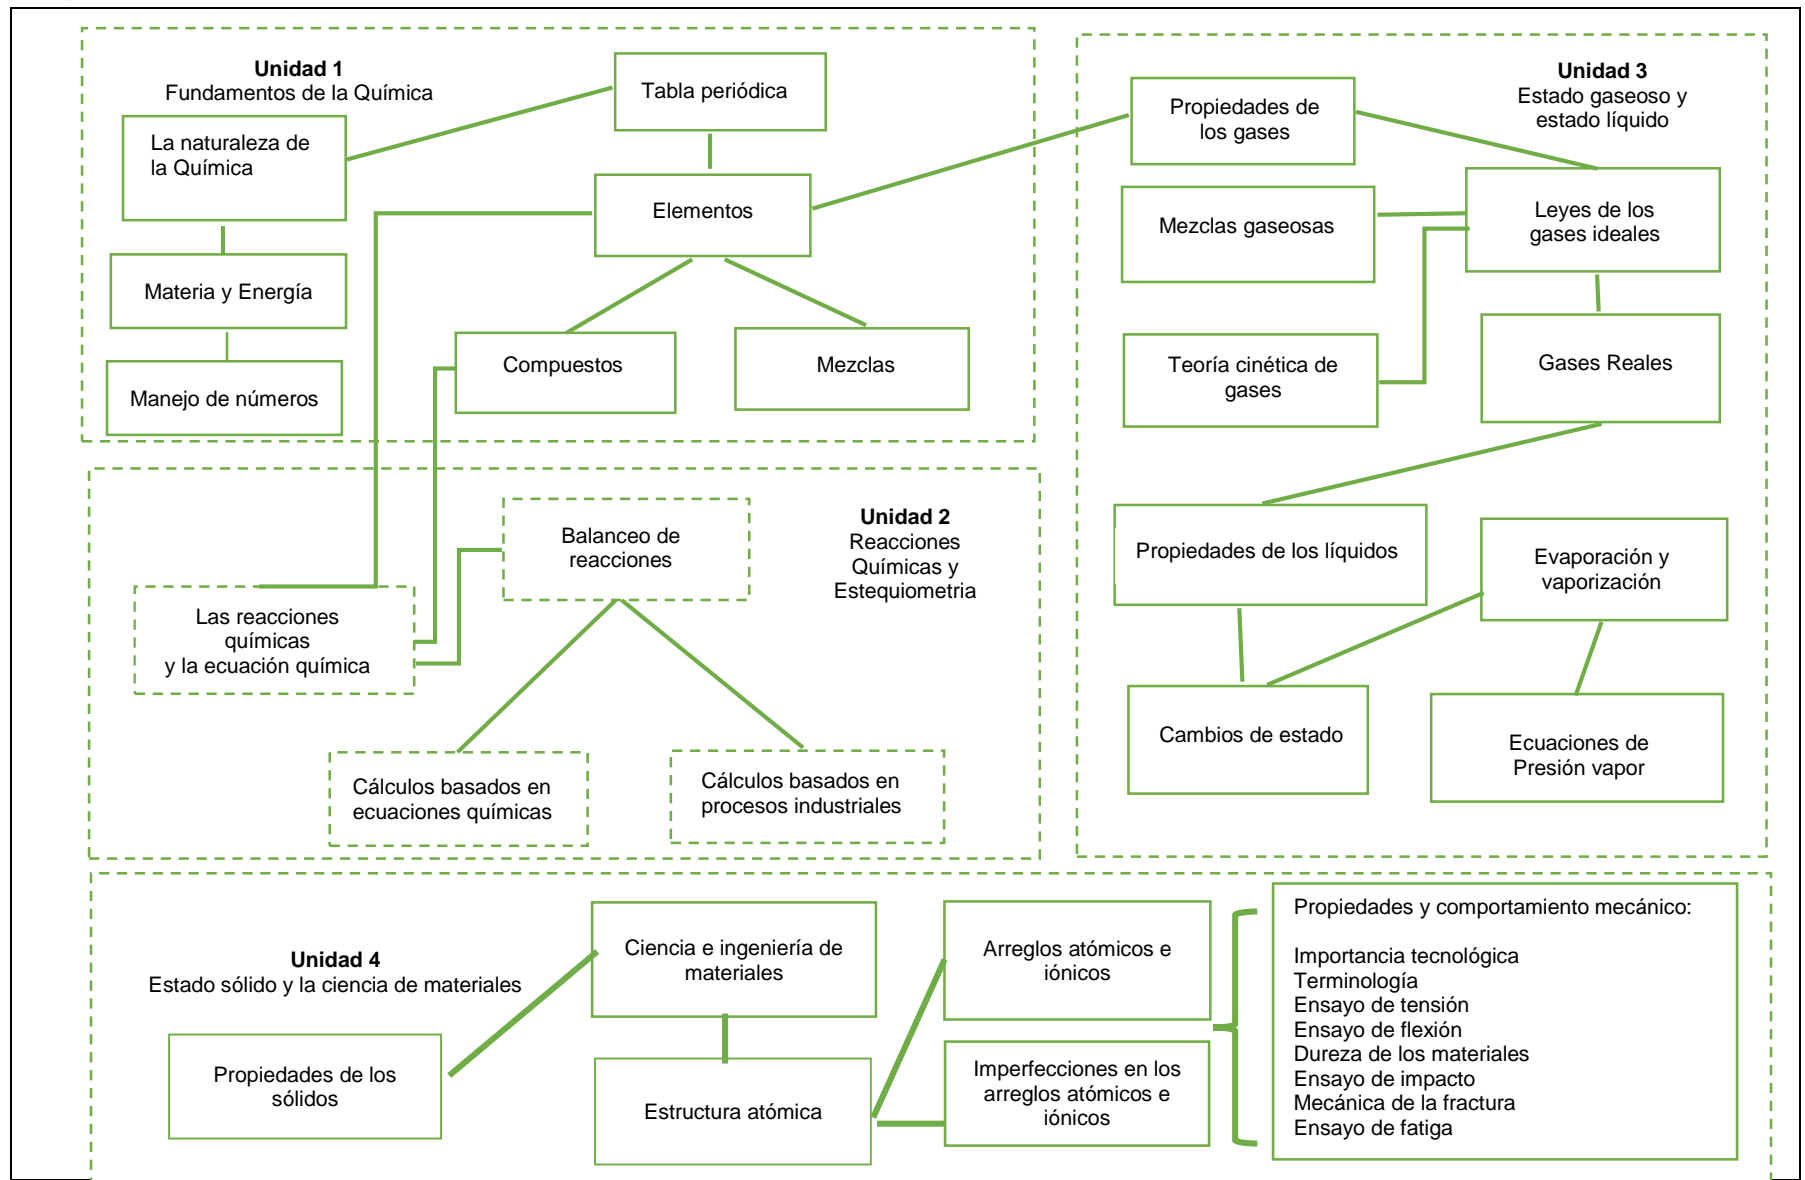 Unidad 1
Fundamentos de la Química
Tabla periódica
La naturaleza de
la Química
Elementos
Materia y Energía
Compuestos
Mezclas
Manejo de números
Unidad 3
Estado gaseoso y
estado líquido
Propiedades de
los gases
Leyes de los
gases ideales
Mezclas gaseosas
Teoría cinética de
gases
Gases Reales
Propiedades de los líquidos
Evaporación y
vaporización
Cambios de estado
Ecuaciones de
Presión vapor
Unidad 2
Reacciones
Químicas y
Estequiometria
Balanceo de
reacciones
Las reacciones
químicas
y la ecuación química
Cálculos basados en
ecuaciones químicas
Cálculos basados en
procesos industriales
Unidad 4
Estado sólido y la ciencia de materiales
Propiedades de los
sólidos
Ciencia e ingeniería de
materiales
Estructura atómica
Arreglos atómicos e
iónicos
Imperfecciones en los
arreglos atómicos e
iónicos
Propiedades y comportamiento mecánico:
Importancia tecnológica
Terminología
Ensayo de tensión
Ensayo de flexión
Dureza de los materiales
Ensayo de impacto
Mecánica de la fractura
Ensayo de fatiga